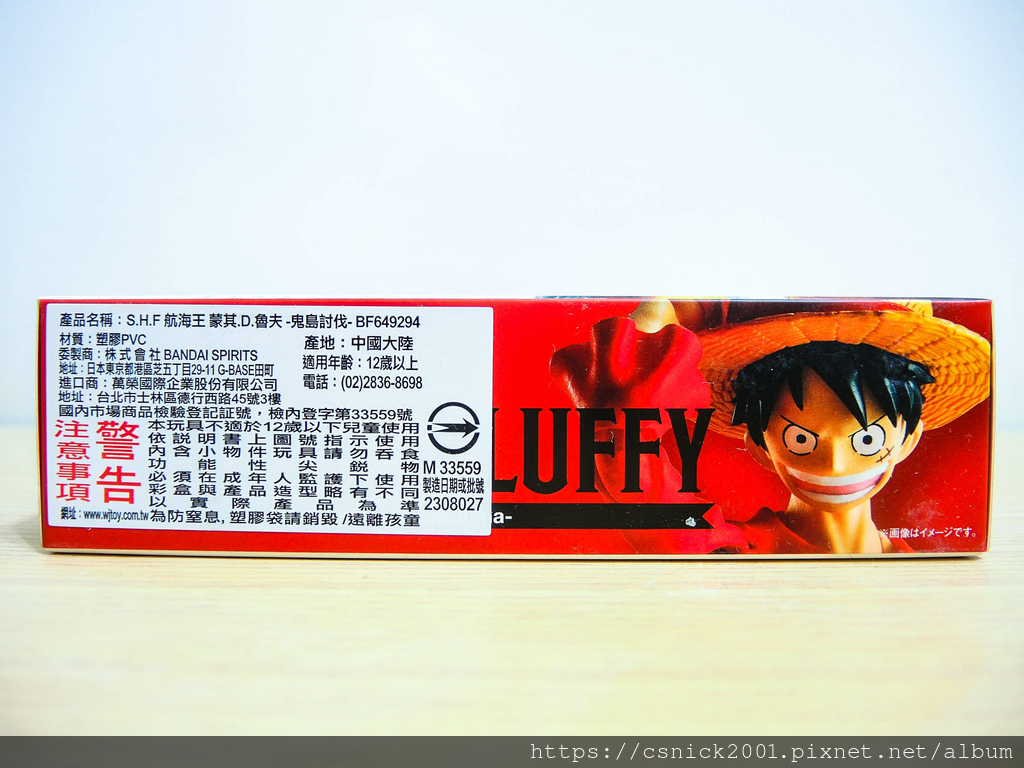 產品名稱：S.H.F 航海王 蒙其.D.魯夫 -鬼島討伐- BF649294
材質：塑膠PVC
產地：中國大陸
委製商：株式會社 BANDAI SPIRITS
適用年齡：12歲以上
地址：日本東京都港區芝五丁目29-11 G-BASE田町
進口商：萬榮國際企業股份有限公司
電話：(02)2836-8698
地址：台北市士林區德行西路45號3樓
國內市場商品檢驗登記証號，檢內登字第33559號
警告
注意事項
本玩具不適於12歲以下兒童使用
依說明書上圖號指示使用
內含小物件玩具請勿吞食
功能性尖銳物
必須在成年人監護下使用
彩盒與產品造型略有不同
以實際產品為準
M 33559
製造日期或批號
2308027
網址：www.wjtoy.com.tw 為防窒息, 塑膠袋請銷毀/遠離孩童
LUFFY
a-
※画像はイメージです。
https://csnick2001.pixnet.net/album